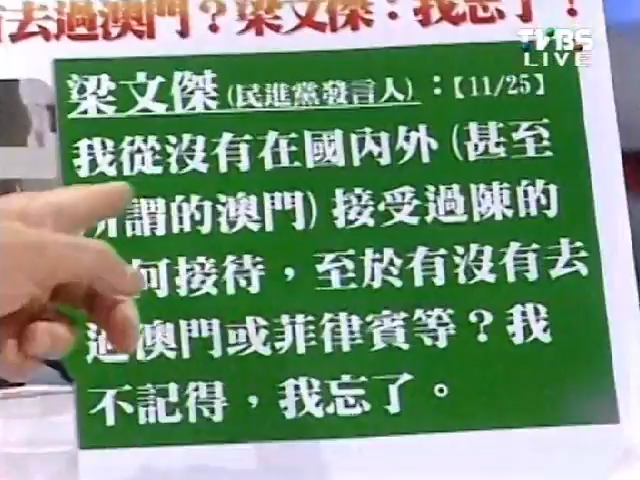 去過澳門？梁文傑：我忘了！
TVBS
LIVE
梁文傑(民進黨發言人)：【11/25】
我從沒有在國內外(甚至
謂的澳門)接受過陳的
何接待，至於有沒有去
過澳門或菲律賓等？我
不記得，我忘了。